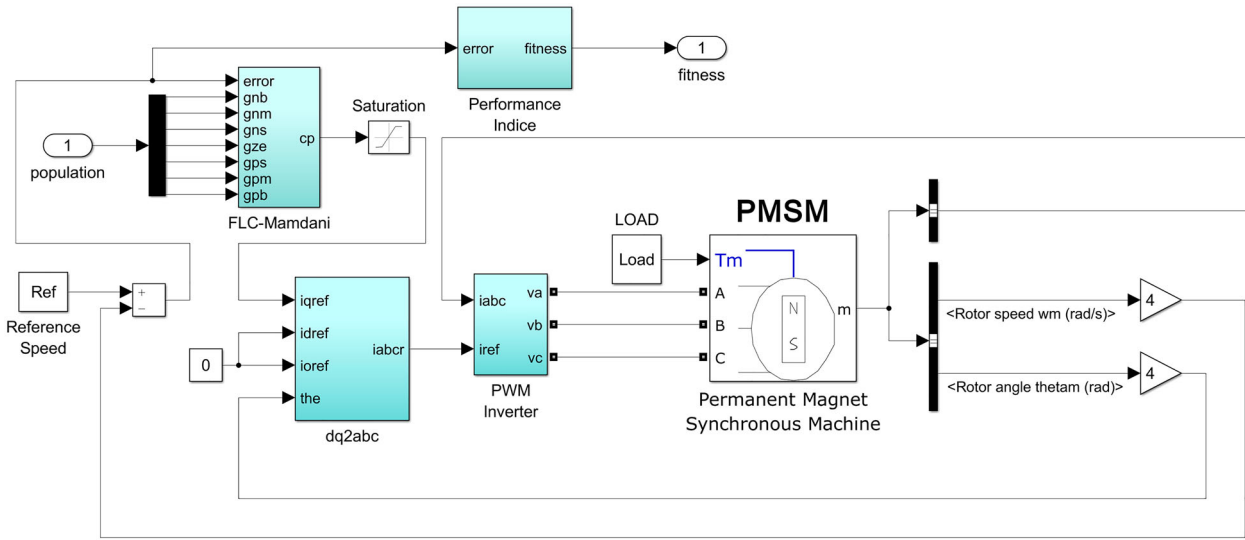 error
fitness
1
fitness
Performance
Indice
error
gnb
gnm
gns
gze
gps
gpm
gpb
cp
FLC-Mamdani
Saturation
1
population
Ref
Reference
Speed
+
−
0
iqref
idref
ioref
the
iabcr
dq2abc
iabc
iref
va
vb
vc
PWM
Inverter
LOAD
Load
PMSM
Tm
A
B
C
N
S
m
Permanent Magnet
Synchronous Machine
<Rotor speed wm (rad/s)>
4
<Rotor angle thetam (rad)>
4